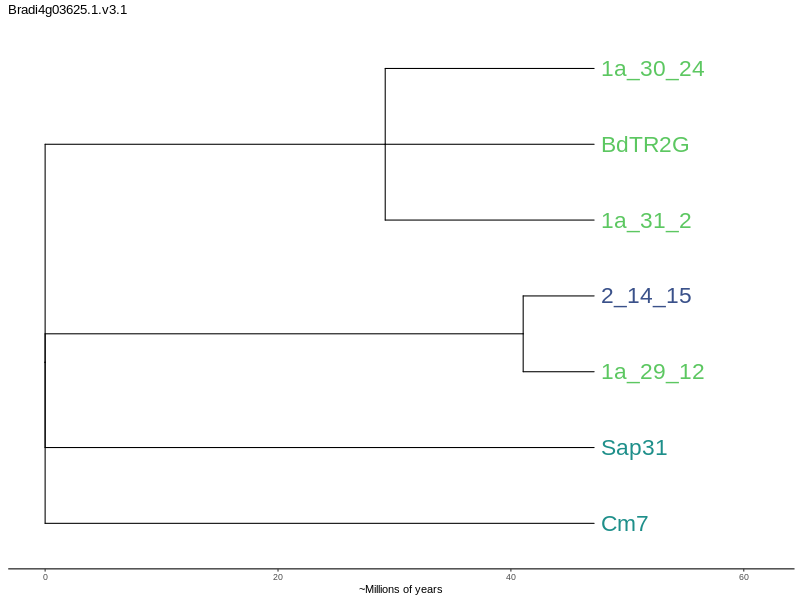 Bradi4g03625.1.v3.1
1a_30_24
BdTR2G
1a_31_2
2_14_15
1a_29_12
Sap31
Cm7
0 20 40 60
~Millions of years